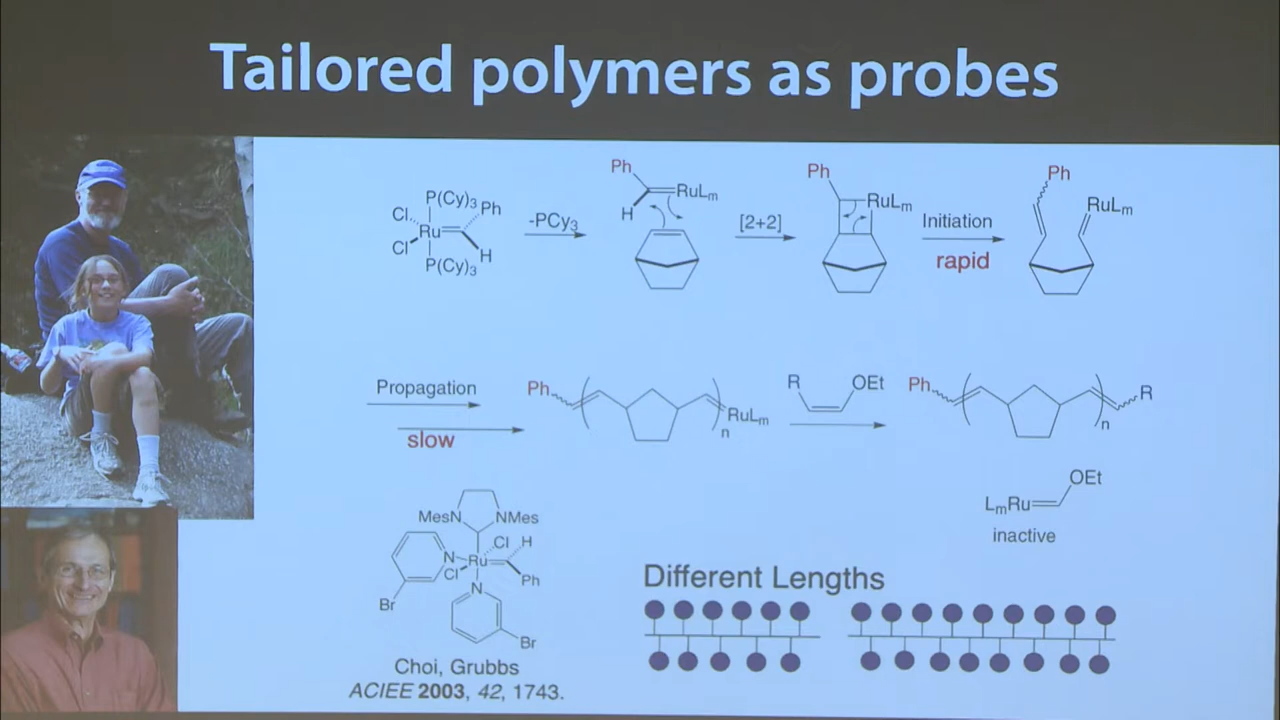 Tailored polymers as probes
P(Cy)3
Cl
Ph
Ru
Cl
H
P(Cy)3
-PCy3
Ph
RuLm
H
[2+2]
Ph
RuLm
Initiation
rapid
Ph
RuLm
Propagation
slow
Ph
RuLm
n
R
OEt
Ph
R
n
OEt
LmRu
inactive
MesN
NMes
Cl
H
N
Ru
Cl
Ph
Br
N
Br
Choi, Grubbs
ACIEE 2003, 42, 1743.
Different Lengths